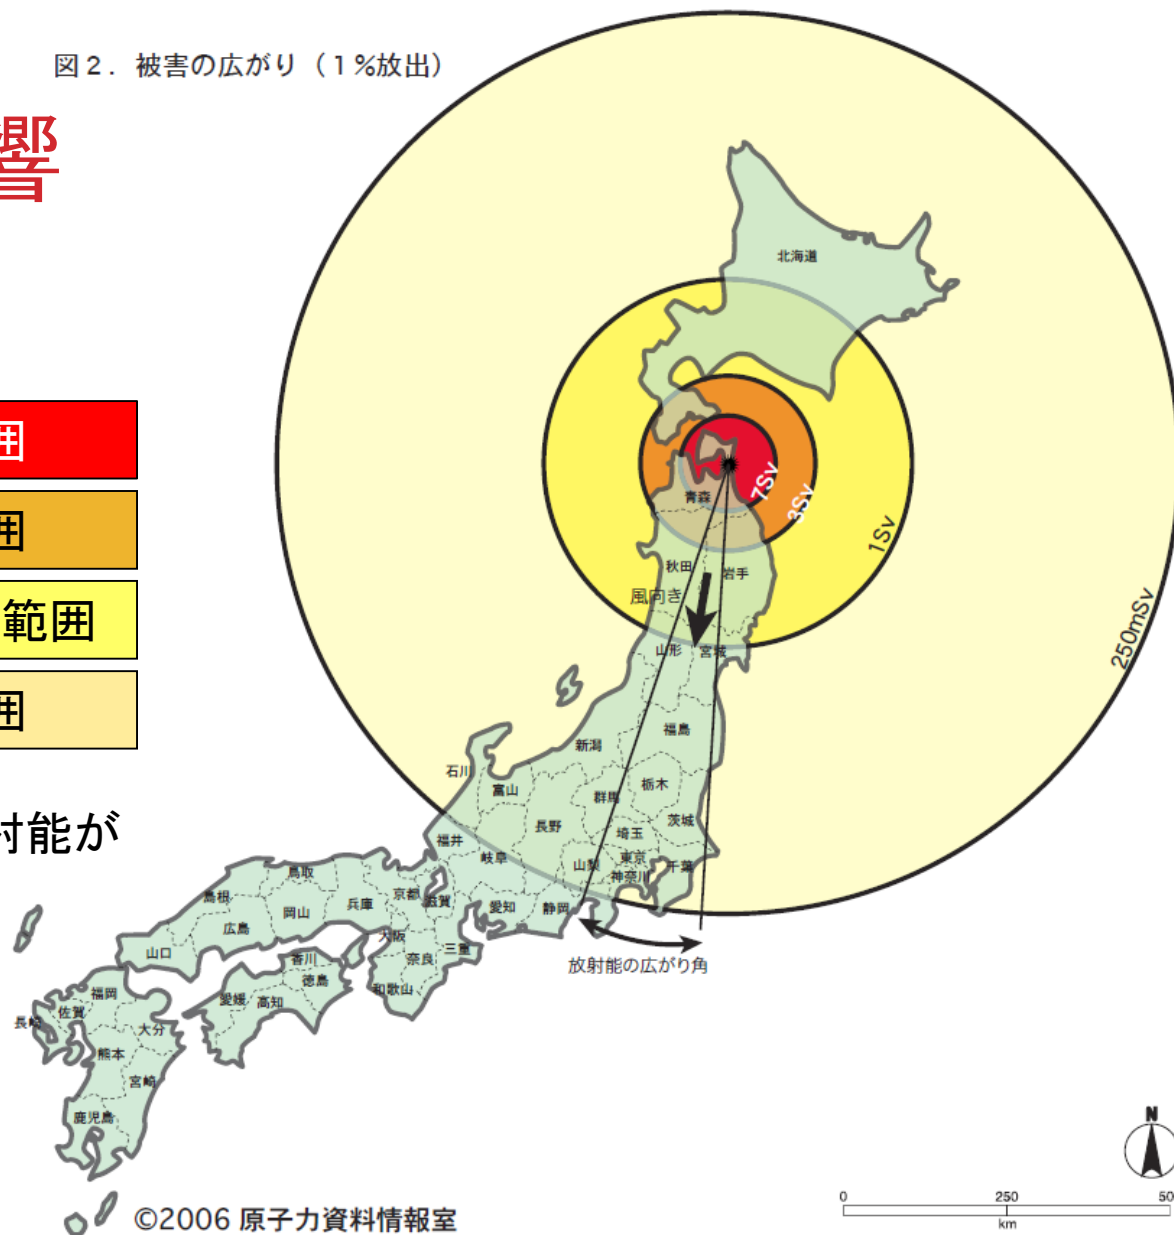 図２．被害の広がり（１％放出）
響
囲
囲
範囲
囲
射能が
北海道
7Sv
3Sv
1Sv
250mSv
青森
秋田
岩手
風向き
山形
宮城
福島
新潟
石川
富山
群馬
栃木
長野
茨城
埼玉
福井
岐阜
山梨
東京
千葉
神奈川
鳥取
島根
岡山
兵庫
京都
滋賀
愛知
静岡
広島
大阪
三重
山口
奈良
香川
徳島
和歌山
愛媛
高知
放射能の広がり角
福岡
佐賀
長崎
大分
熊本
宮崎
鹿児島
N
0
250
50
km
©2006 原子力資料情報室